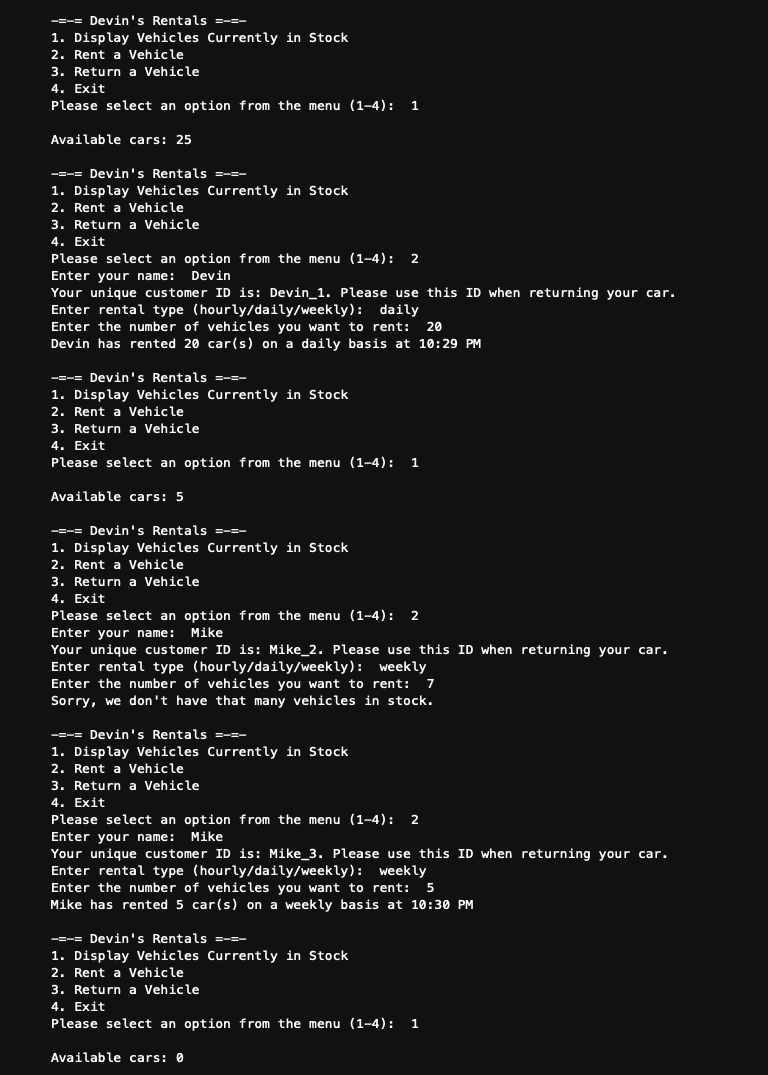 -=-= Devin's Rentals =-=-
1. Display Vehicles Currently in Stock
2. Rent a Vehicle
3. Return a Vehicle
4. Exit
Please select an option from the menu (1-4):  1
Available cars: 25
-=-= Devin's Rentals =-=-
1. Display Vehicles Currently in Stock
2. Rent a Vehicle
3. Return a Vehicle
4. Exit
Please select an option from the menu (1-4):  2
Enter your name:  Devin
Your unique customer ID is: Devin_1. Please use this ID when returning your car.
Enter rental type (hourly/daily/weekly):  daily
Enter the number of vehicles you want to rent:  20
Devin has rented 20 car(s) on a daily basis at 10:29 PM
-=-= Devin's Rentals =-=-
1. Display Vehicles Currently in Stock
2. Rent a Vehicle
3. Return a Vehicle
4. Exit
Please select an option from the menu (1-4):  1
Available cars: 5
-=-= Devin's Rentals =-=-
1. Display Vehicles Currently in Stock
2. Rent a Vehicle
3. Return a Vehicle
4. Exit
Please select an option from the menu (1-4):  2
Enter your name:  Mike
Your unique customer ID is: Mike_2. Please use this ID when returning your car.
Enter rental type (hourly/daily/weekly):  weekly
Enter the number of vehicles you want to rent:  7
Sorry, we don't have that many vehicles in stock.
-=-= Devin's Rentals =-=-
1. Display Vehicles Currently in Stock
2. Rent a Vehicle
3. Return a Vehicle
4. Exit
Please select an option from the menu (1-4):  2
Enter your name:  Mike
Your unique customer ID is: Mike_3. Please use this ID when returning your car.
Enter rental type (hourly/daily/weekly):  weekly
Enter the number of vehicles you want to rent:  5
Mike has rented 5 car(s) on a weekly basis at 10:30 PM
-=-= Devin's Rentals =-=-
1. Display Vehicles Currently in Stock
2. Rent a Vehicle
3. Return a Vehicle
4. Exit
Please select an option from the menu (1-4):  1
Available cars: 0